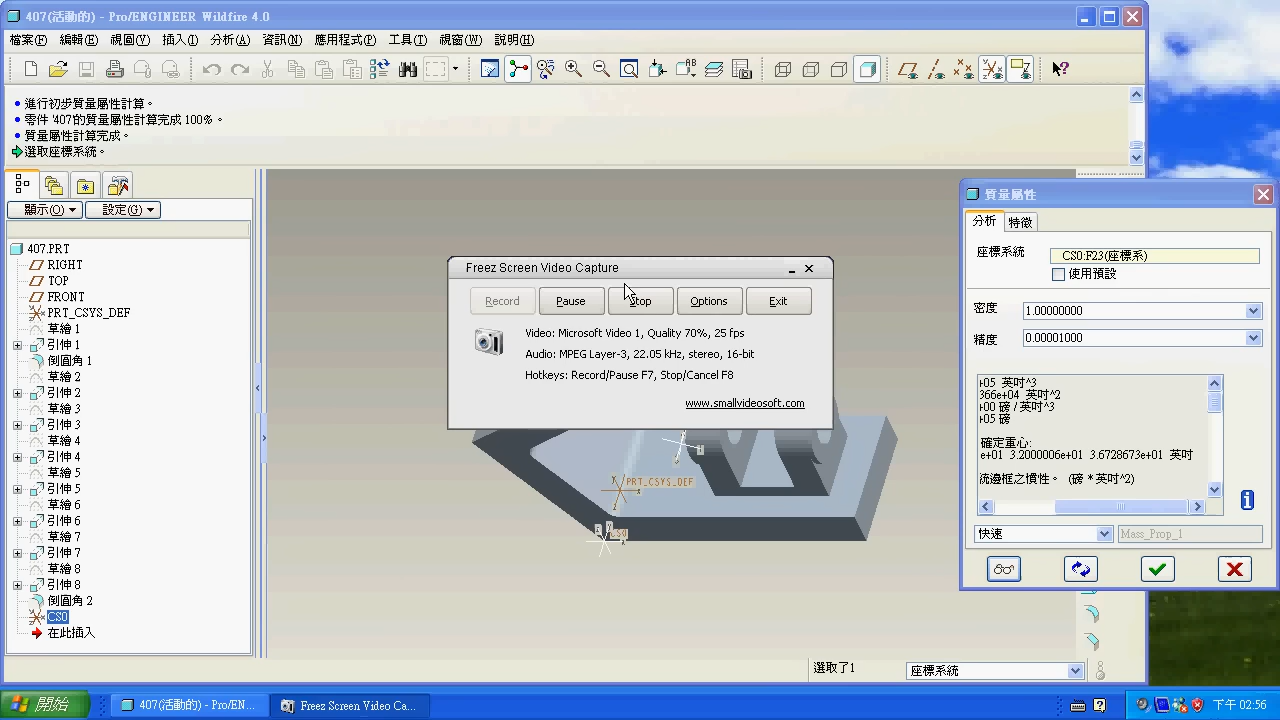 407(活動的) - Pro/ENGINEER Wildfire 4.0
檔案(F) 編輯(E) 視圖(V) 插入(I) 分析(A) 資訊(N) 應用程式(P) 工具(T) 視窗(W) 說明(H)
進行初步質量屬性計算。
零件 '407'的質量屬性計算完成 100%。
質量屬性計算完成。
選取座標系統。
顯示(O) 設定(G)
407.PRT
RIGHT
TOP
FRONT
PRT_CSYS_DEF
草繪 1
引伸 1
倒圓角 1
草繪 2
引伸 2
草繪 3
引伸 3
草繪 4
引伸 4
草繪 5
引伸 5
草繪 6
引伸 6
草繪 7
引伸 7
草繪 8
引伸 8
倒圓角 2
CS0
在此插入
Freez Screen Video Capture
Record Pause Stop Options Exit
Video: Microsoft Video 1, Quality 70%, 25 fps
Audio: MPEG Layer-3, 22.05 kHz, stereo, 16-bit
Hotkeys: Record/Pause F7, Stop/Cancel F8
www.smallvideosoft.com
PRT_CSYS_DEF
CS0
質量屬性
分析 特徵
座標系統 CS0:F23(座標系)
使用預設
密度 1.00000000
精度 0.00001000
+05 英吋^3
366e+04 英吋^2
+00 磅 / 英吋^3
+05 磅
確定重心:
e+01 3.2000006e+01 3.6728673e+01 英吋
邊框之慣性。 (磅 * 英吋^2)
快速 Mass_Prop_1
選取了1 座標系統
開始 407(活動的) - Pro/EN... Freez Screen Video Ca... 下午 02:56